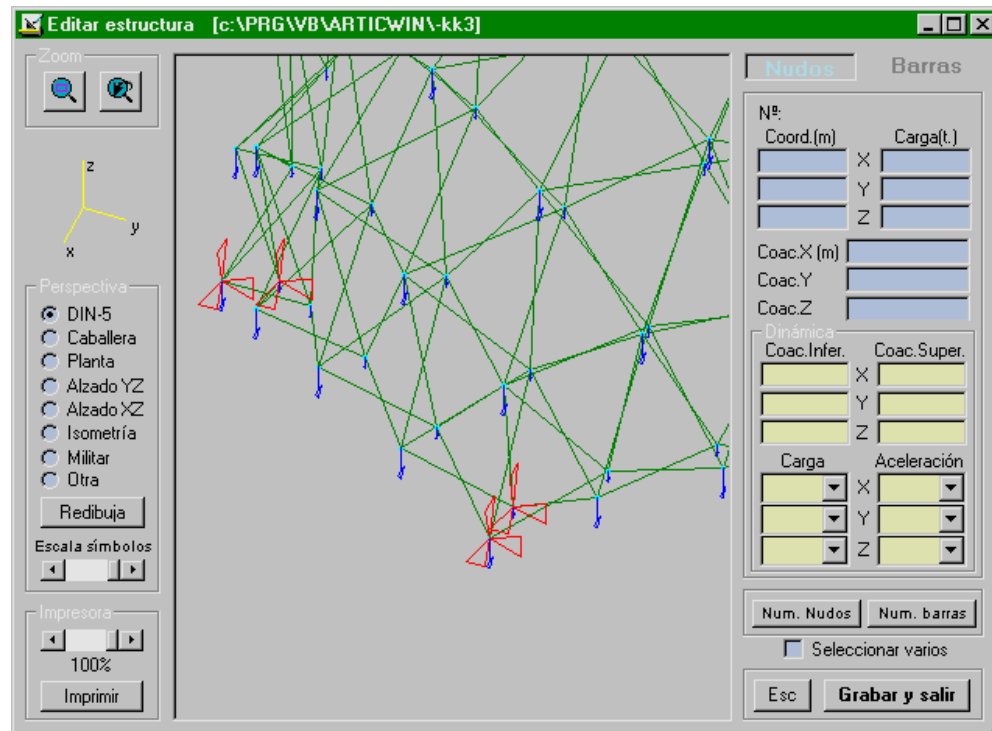 Editar estructura [c:\PRG\VB\ARTICWIN\-kk3]
Zoom
z
y
x
Perspectiva
DIN-5
Caballera
Planta
Alzado YZ
Alzado XZ
Isometría
Militar
Otra
Redibuja
Escala símbolos
Impresora
100%
Imprimir
Nudos Barras
Nº:
Coord.(m) Carga(t.)
X
Y
Z
Coac.X (m)
Coac.Y
Coac.Z
Dinámica
Coac.Infer. Coac.Super.
X
Y
Z
Carga Aceleración
X
Y
Z
Num. Nudos Num. barras
Seleccionar varios
Esc Grabar y salir